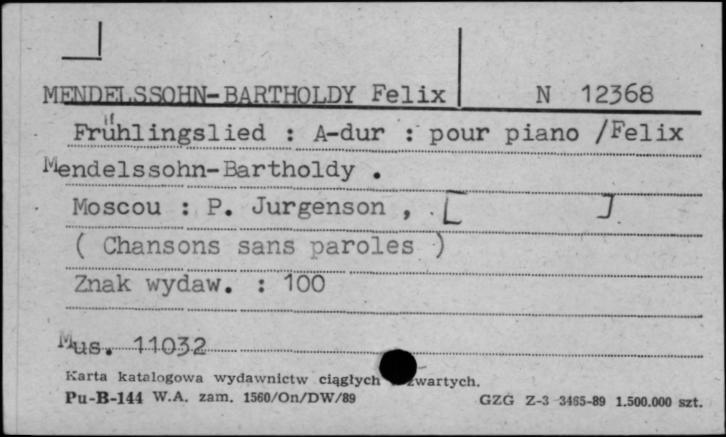 MENDELSSOHN-BARTHOLDY Felix N 12368
Frühlingslied : A-dur : pour piano /Felix
Mendelssohn-Bartholdy .
Moscou : P. Jurgenson , [ ]
( Chansons sans paroles )
Znak wydaw. : 100
Mus. 11032
Karta katalogowa wydawnictw ciągłych zwartych.
Pu-B-144 W.A. zam. 1560/On/DW/89 GZG Z-3 3465-89 1.500.000 szt.